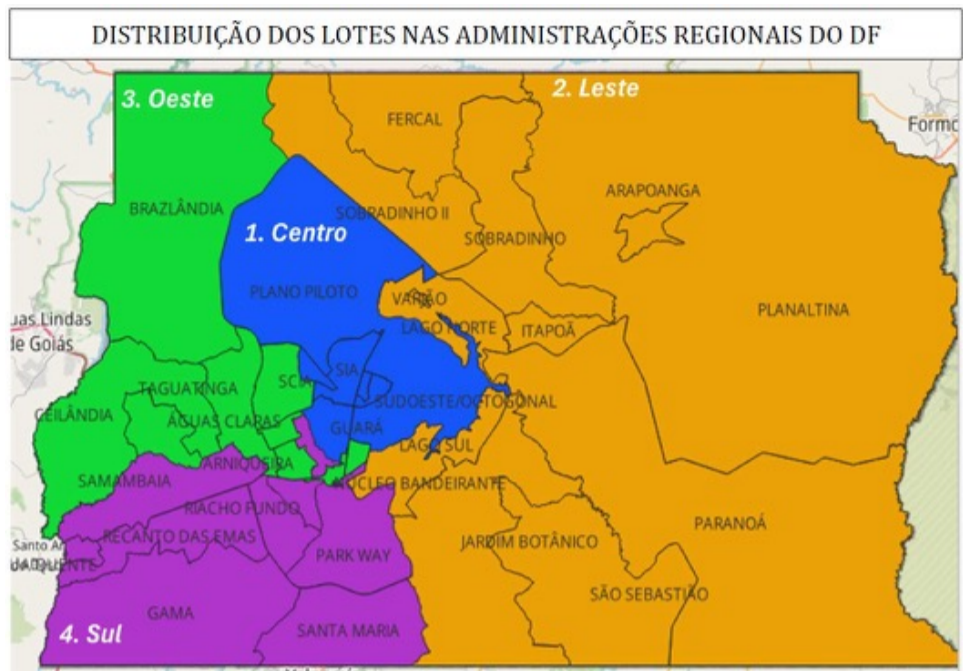 DISTRIBUIÇÃO DOS LOTES NAS ADMINISTRAÇÕES REGIONAIS DO DF
3. Oeste
2. Leste
FERCAL
Formo
ARAPOANGA
BRAZLÂNDIA
SOBRADINHO II
1. Centro
SOBRADINHO
PLANO PILOTO
VARJÃO
PLANALTINA
uas Lindas
LAGO NORTE
ITAPOÃ
de Goiás
SIA
SCIA
TAGUATINGA
SUDOESTE/OCTOGONAL
CEILÂNDIA
ÁGUAS CLARAS
GUARÁ
LAGO SUL
ARNIQUEIRA
SAMAMBAIA
NÚCLEO BANDEIRANTE
RIACHO FUNDO
PARANOÁ
RECANTO DAS EMAS
JARDIM BOTÂNICO
Santo An
PARK WAY
SÃO SEBASTIÃO
GAMA
4. Sul
SANTA MARIA